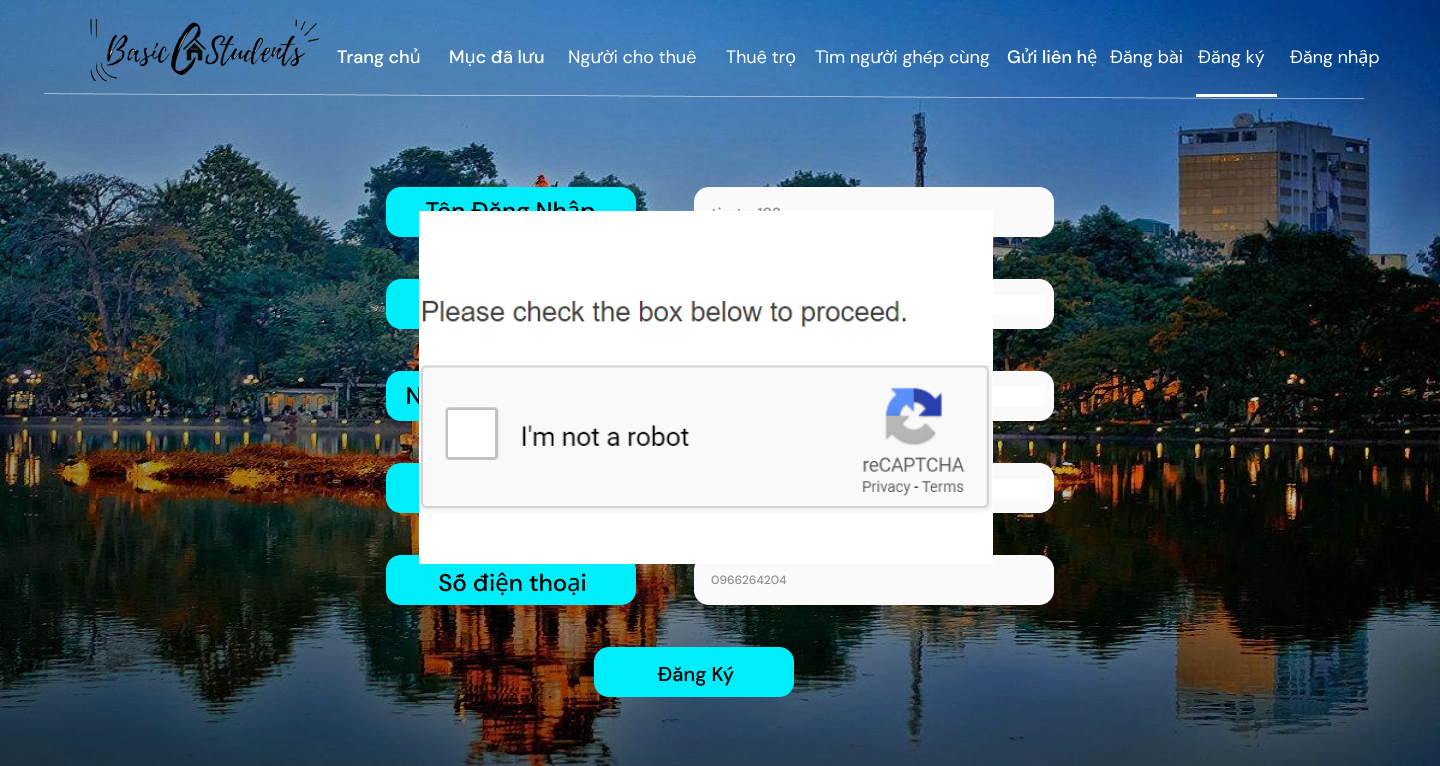 Basic Students
Trang chủ Mục đã lưu Người cho thuê Thuê trọ Tìm người ghép cùng Gửi liên hệ Đăng bài Đăng ký Đăng nhập
Tên Đăng Nhập
Please check the box below to proceed.
N
I'm not a robot
reCAPTCHA
Privacy - Terms
Số điện thoại
0966264204
Đăng Ký